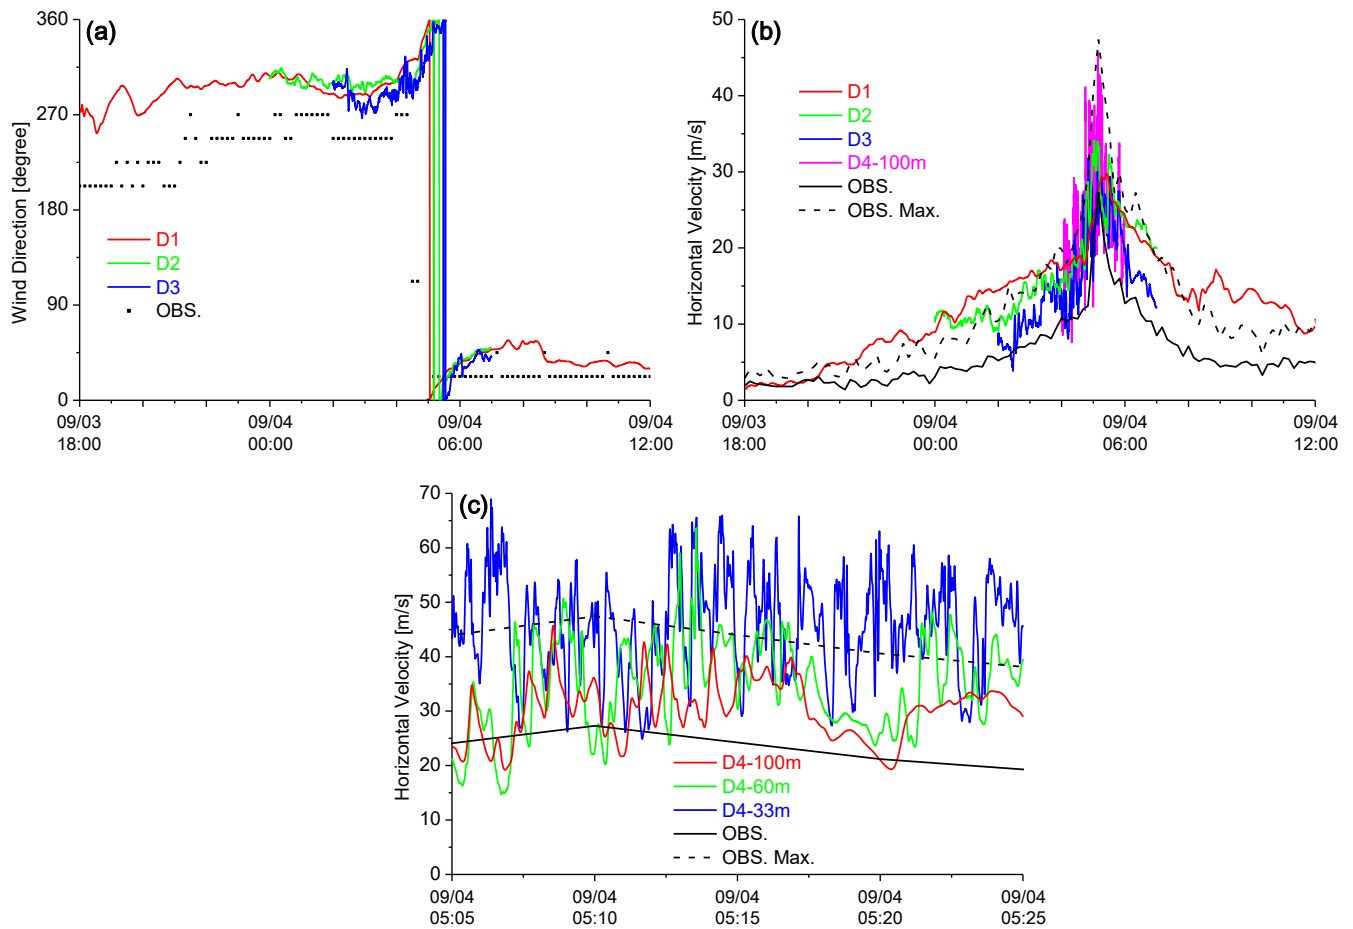 (a)
Wind Direction [degree]
360
270
180
90
0
D1
D2
D3
OBS.
09/03
18:00
09/04
00:00
09/04
06:00
09/04
12:00
(b)
Horizontal Velocity [m/s]
50
40
30
20
10
0
D1
D2
D3
D4-100m
OBS.
OBS. Max.
09/03
18:00
09/04
00:00
09/04
06:00
09/04
12:00
(c)
Horizontal Velocity [m/s]
70
60
50
40
30
20
10
0
D4-100m
D4-60m
D4-33m
OBS.
OBS. Max.
09/04
05:05
09/04
05:10
09/04
05:15
09/04
05:20
09/04
05:25